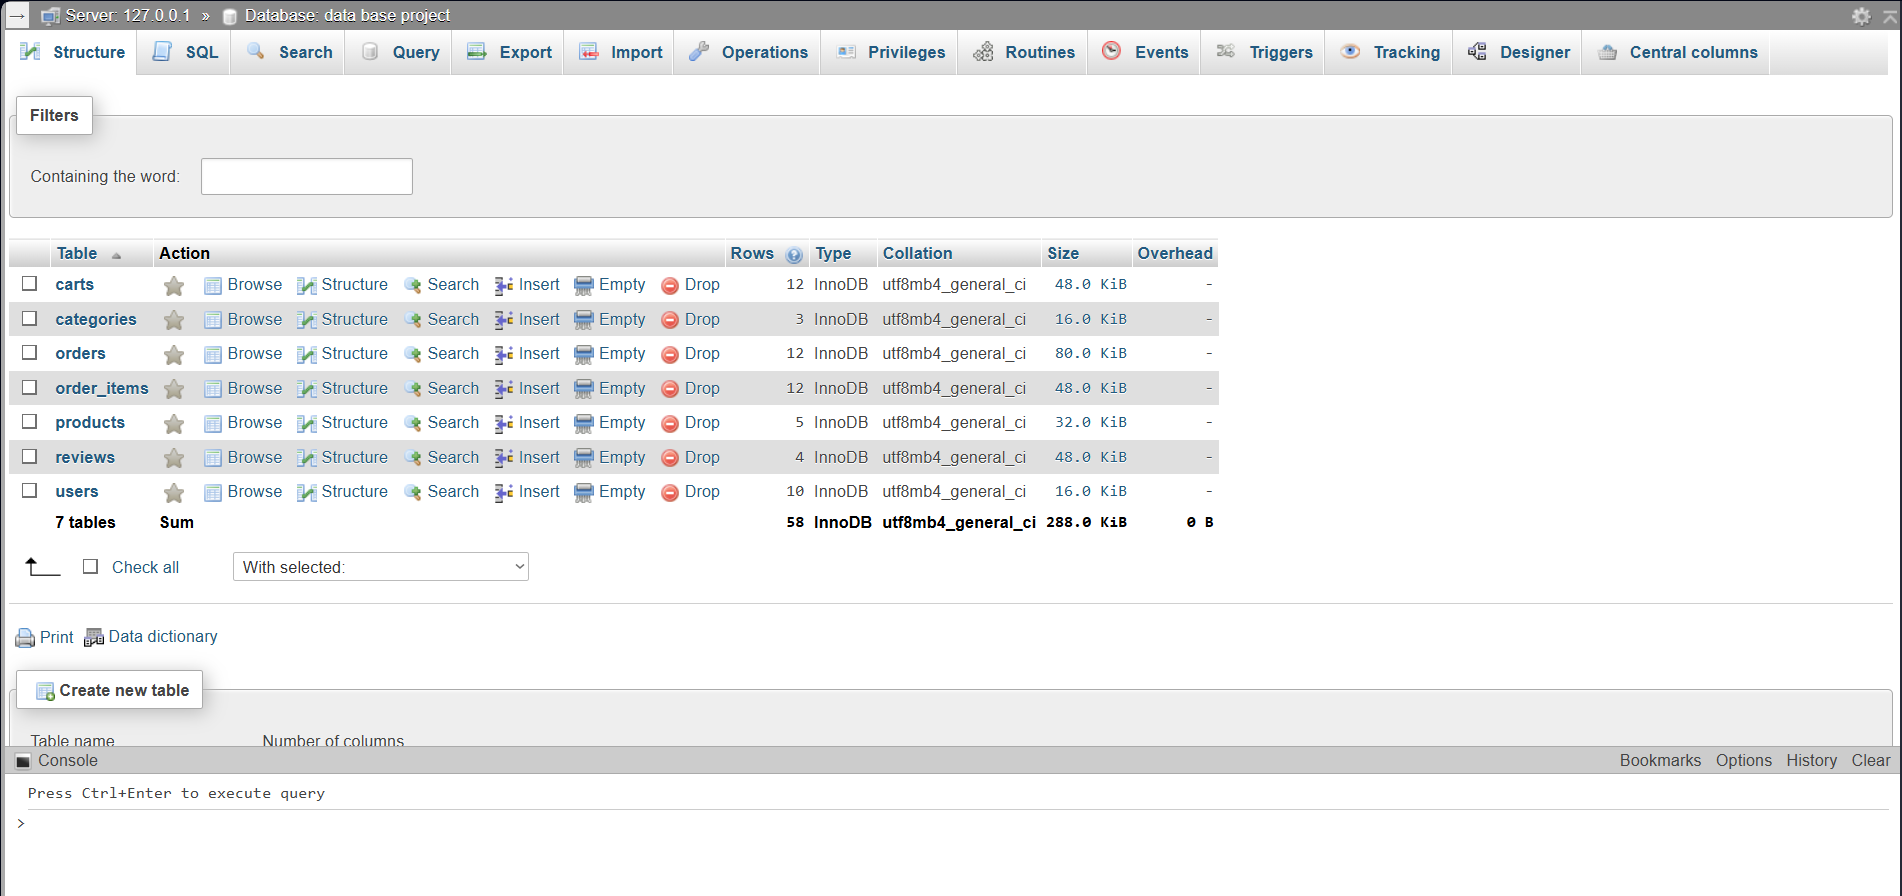 Server: 127.0.0.1 » Database: data base project
Structure SQL Search Query Export Import Operations Privileges Routines Events Triggers Tracking Designer Central columns
Filters
Containing the word:
Table Action Rows Type Collation Size Overhead
carts Browse Structure Search Insert Empty Drop 12 InnoDB utf8mb4_general_ci 48.0 KiB -
categories Browse Structure Search Insert Empty Drop 3 InnoDB utf8mb4_general_ci 16.0 KiB -
orders Browse Structure Search Insert Empty Drop 12 InnoDB utf8mb4_general_ci 80.0 KiB -
order_items Browse Structure Search Insert Empty Drop 12 InnoDB utf8mb4_general_ci 48.0 KiB -
products Browse Structure Search Insert Empty Drop 5 InnoDB utf8mb4_general_ci 32.0 KiB -
reviews Browse Structure Search Insert Empty Drop 4 InnoDB utf8mb4_general_ci 48.0 KiB -
users Browse Structure Search Insert Empty Drop 10 InnoDB utf8mb4_general_ci 16.0 KiB -
7 tables Sum 58 InnoDB utf8mb4_general_ci 288.0 KiB 0 B
Check all With selected:
Print Data dictionary
Create new table
Table name Number of columns
Console Bookmarks Options History Clear
Press Ctrl+Enter to execute query
>